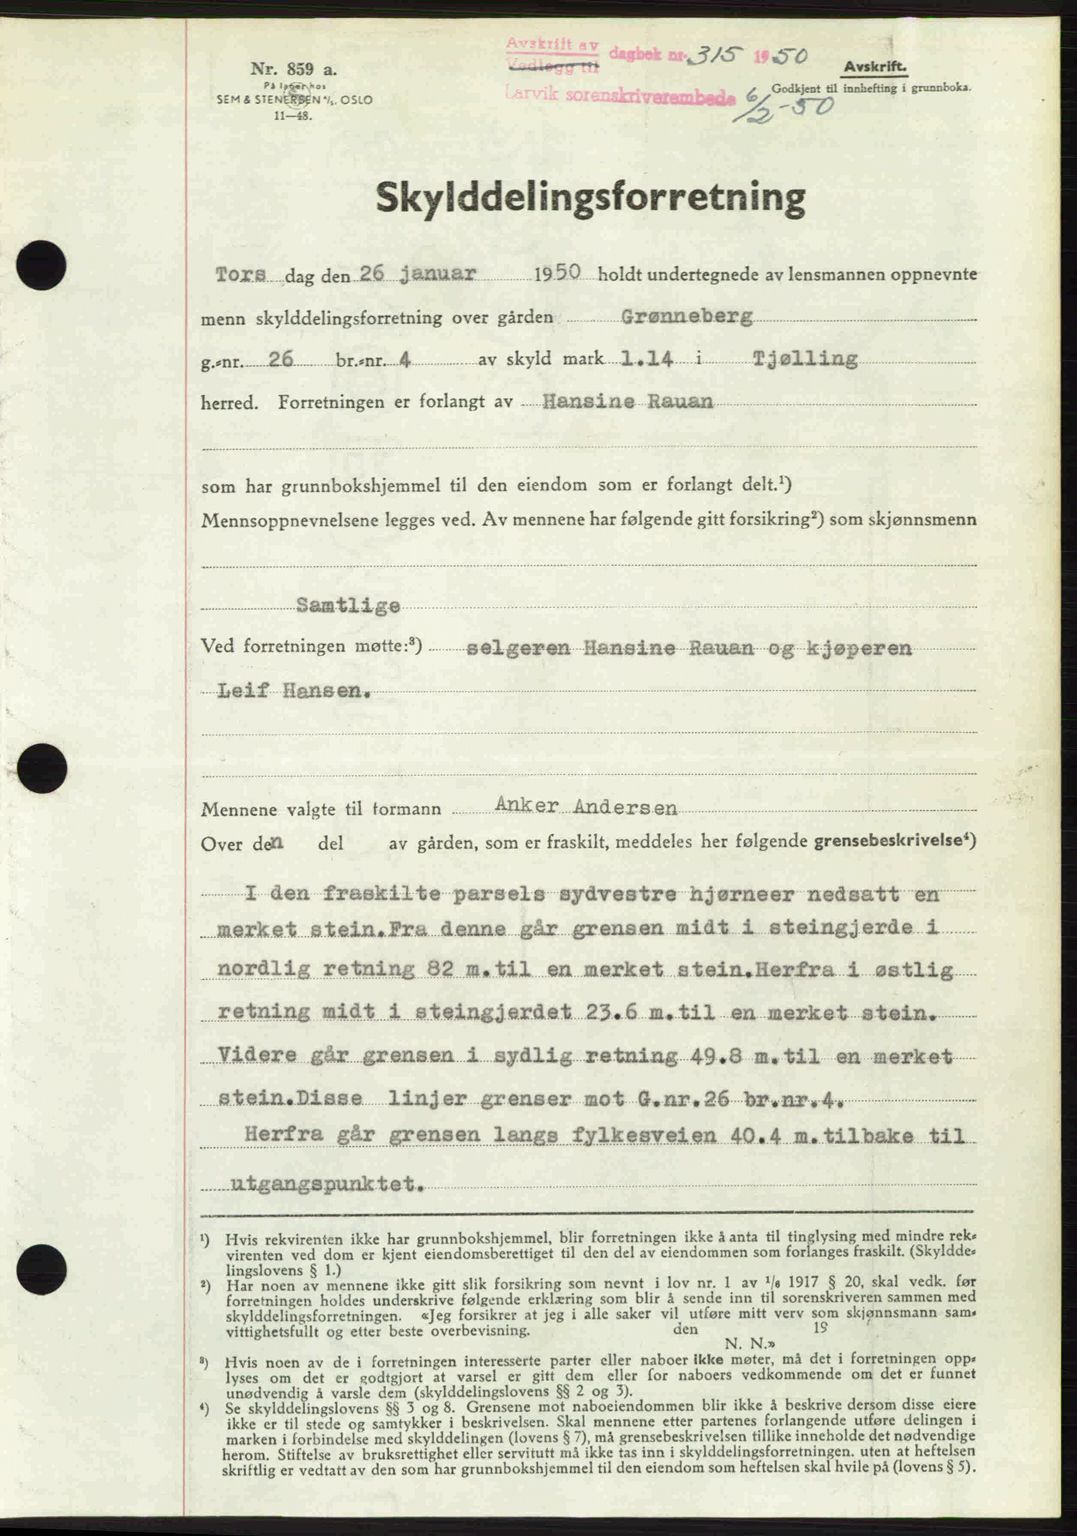 Nr. 859 a.
På lager hos
SEM & STENERSEN A/S. OSLO
11—48.
Avskrift av
Vedlegg til
dagbok nr. 315 1950
Larvik sorenskriverembede 6/2-50
Avskrift.
Godkjent til innhefting i grunnboka.
Skylddelingsforretning
Tors dag den 26 januar 1950 holdt undertegnede av lensmannen oppnevnte
menn skylddelingsforretning over gården Grønneberg
g.-nr. 26 br.-nr. 4 av skyld mark 1.14 i Tjølling
herred. Forretningen er forlangt av Hansine Rauan
som har grunnbokshjemmel til den eiendom som er forlangt delt.¹)
Mennsoppnevnelsene legges ved. Av mennene har følgende gitt forsikring²) som skjønnsmenn
Samtlige
Ved forretningen møtte:³) selgeren Hansine Rauan og kjøperen
Leif Hansen.
Mennene valgte til formann Anker Andersen
Over den del av gården, som er fraskilt, meddeles her følgende grensebeskrivelse⁴)
I den fraskilte parsels sydvestre hjørneer nedsatt en
merket stein.Fra denne går grensen midt i steingjerde i
nordlig retning 82 m.til en merket stein.Herfra i østlig
retning midt i steingjerdet 23.6 m.til en merket stein.
Videre går grensen i sydlig retning 49.8 m.til en merket
stein.Disse linjer grenser mot G.nr.26 br.nr.4.
Herfra går grensen langs fylkesveien 40.4 m.tilbake til
utgangspunktet.
¹) Hvis rekvirenten ikke har grunnbokshjemmel, blir forretningen ikke å anta til tinglysing med mindre rek-
virenten ved dom er kjent eiendomsberettiget til den del av eiendommen som forlanges fraskilt. (Skyldde-
lingslovens § 1.)
²) Har noen av mennene ikke gitt slik forsikring som nevnt i lov nr. 1 av 1/6 1917 § 20, skal vedk. før
forretningen holdes underskrive følgende erklæring som blir å sende inn til sorenskriveren sammen med
skylddelingsforretningen. «Jeg forsikrer at jeg i alle saker vil utføre mitt verv som skjønnsmann sam-
vittighetsfullt og etter beste overbevisning. den 19
N. N.»
³) Hvis noen av de i forretningen interesserte parter eller naboer ikke møter, må det i forretningen opp-
lyses om det er godtgjort at varsel er gitt dem eller for naboers vedkommende om det er funnet
unødvendig å varsle dem (skylddelingslovens §§ 2 og 3).
⁴) Se skylddelingslovens §§ 3 og 8. Grensene mot naboeiendommen blir ikke å beskrive dersom disse eiere
ikke er til stede og samtykker i beskrivelsen. Skal mennene etter partenes forlangende utføre delingen i
marken i forbindelse med skylddelingen (lovens § 7), må grensebeskrivelsen tillike inneholde det nødvendige
herom. Stiftelse av bruksrettighet eller servitutt må ikke tas inn i skylddelingsforretningen, uten at heftelsen
skriftlig er vedtatt av den som har grunnbokshjemmel til den eiendom som heftelsen skal hvile på (lovens § 5).